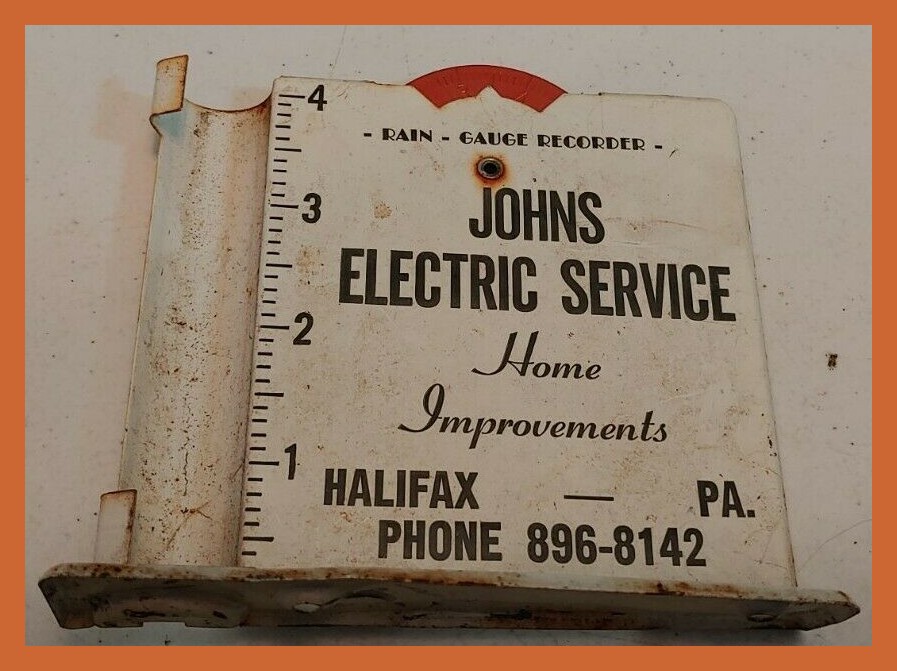 4
- RAIN - GAUGE RECORDER -
3
JOHNS
ELECTRIC SERVICE
2
Home
Improvements
1
HALIFAX — PA.
PHONE 896-8142